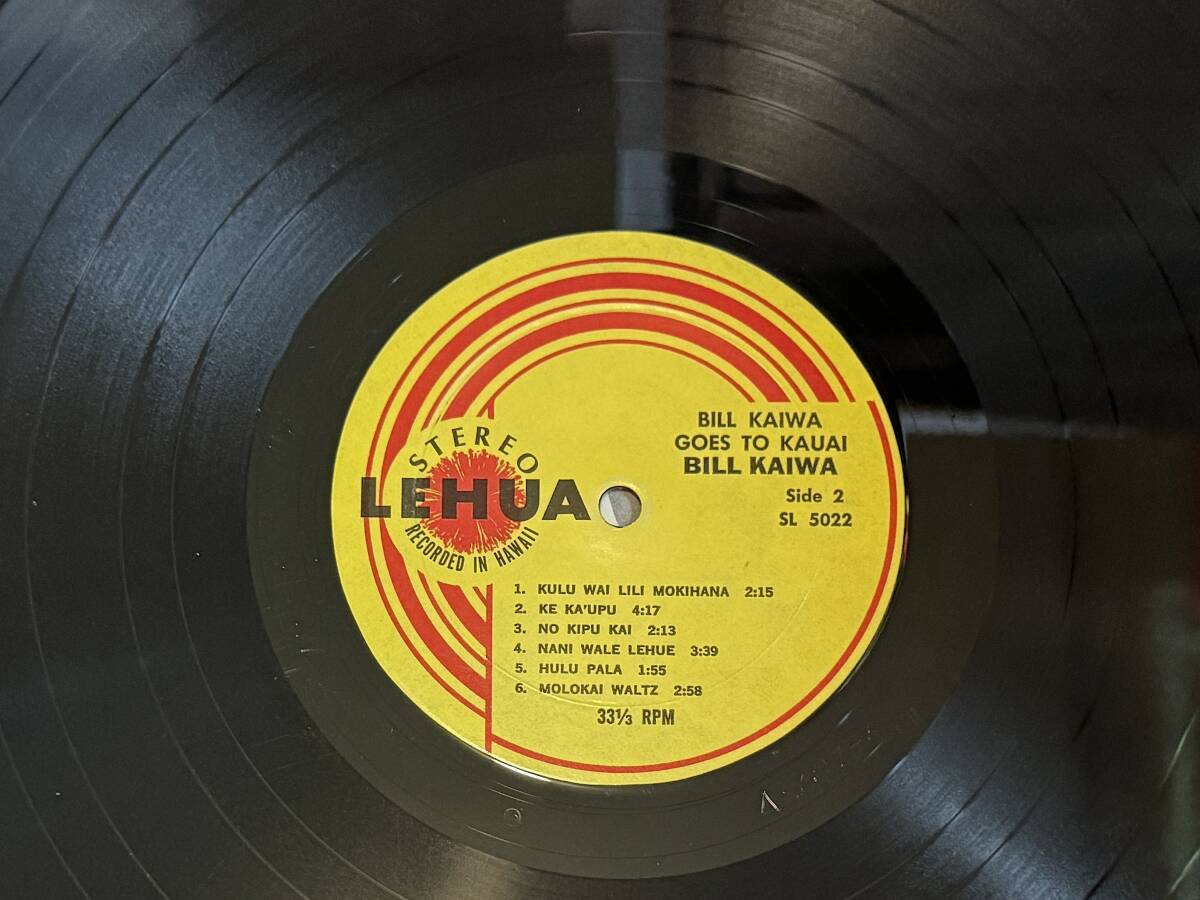 BILL KAIWA
GOES TO KAUAI
BILL KAIWA
Side 2
SL 5022
STEREO
LEHUA
RECORDED IN HAWAII
1. KULU WAI LILI MOKIHANA 2:15
2. KE KA'UPU 4:17
3. NO KIPU KAI 2:13
4. NANI WALE LEHUE 3:39
5. HULU PALA 1:55
6. MOLOKAI WALTZ 2:58
33⅓ RPM